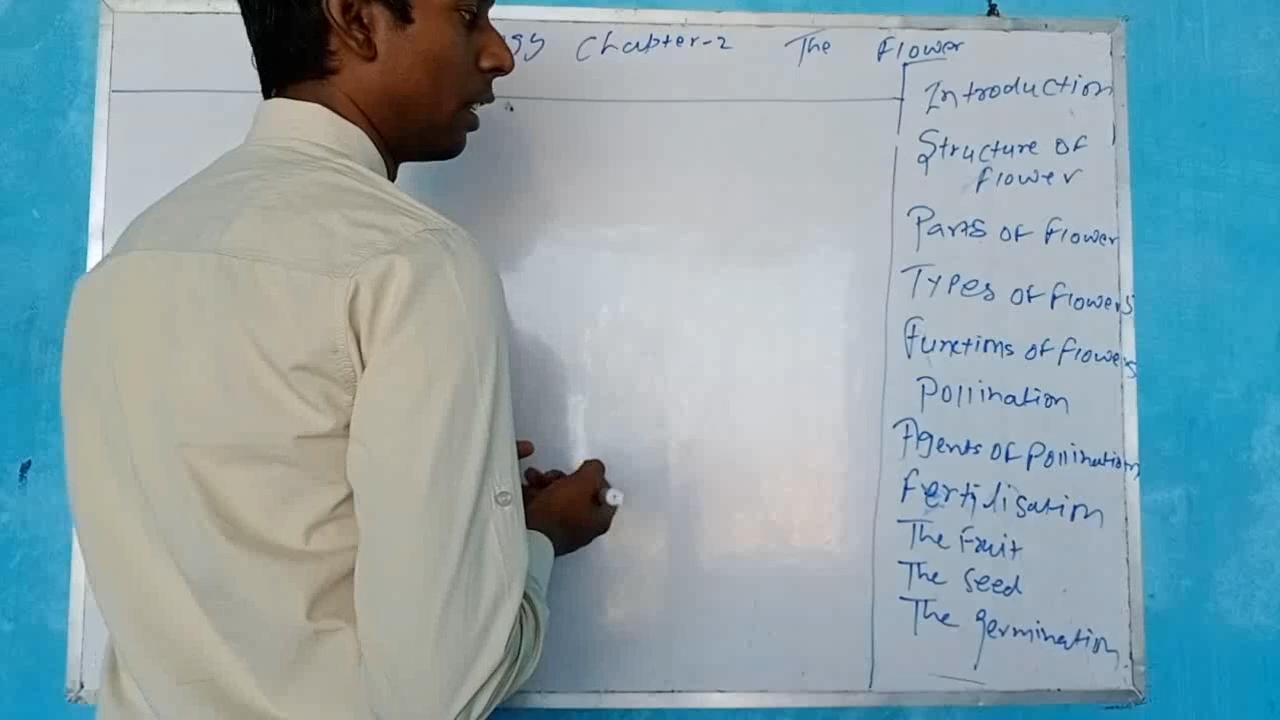 Chapter-2 The Flower
Introduction
Structure of
flower
Parts of flower
Types of flowers
Functions of flowers
Pollination
Agents of pollination
Fertilisation
The Fruit
The seed
The germination